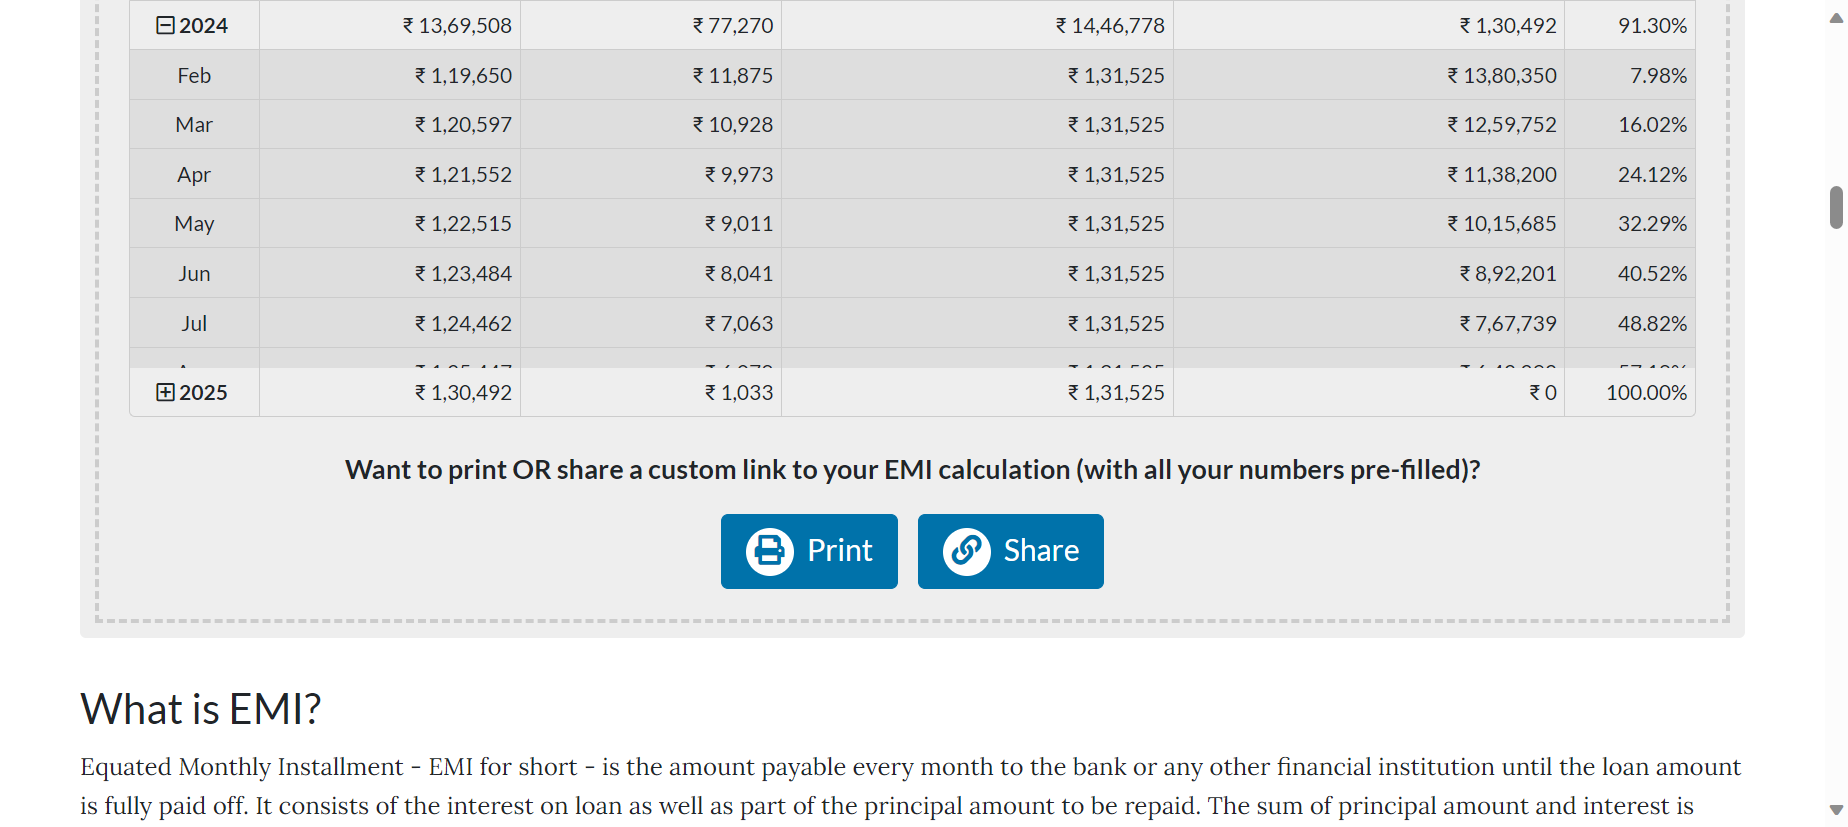 2024 ₹ 13,69,508 ₹ 77,270 ₹ 14,46,778 ₹ 1,30,492 91.30%
Feb ₹ 1,19,650 ₹ 11,875 ₹ 1,31,525 ₹ 13,80,350 7.98%
Mar ₹ 1,20,597 ₹ 10,928 ₹ 1,31,525 ₹ 12,59,752 16.02%
Apr ₹ 1,21,552 ₹ 9,973 ₹ 1,31,525 ₹ 11,38,200 24.12%
May ₹ 1,22,515 ₹ 9,011 ₹ 1,31,525 ₹ 10,15,685 32.29%
Jun ₹ 1,23,484 ₹ 8,041 ₹ 1,31,525 ₹ 8,92,201 40.52%
Jul ₹ 1,24,462 ₹ 7,063 ₹ 1,31,525 ₹ 7,67,739 48.82%
2025 ₹ 1,30,492 ₹ 1,033 ₹ 1,31,525 ₹ 0 100.00%
Want to print OR share a custom link to your EMI calculation (with all your numbers pre-filled)?
Print Share
What is EMI?
Equated Monthly Installment - EMI for short - is the amount payable every month to the bank or any other financial institution until the loan amount
is fully paid off. It consists of the interest on loan as well as part of the principal amount to be repaid. The sum of principal amount and interest is